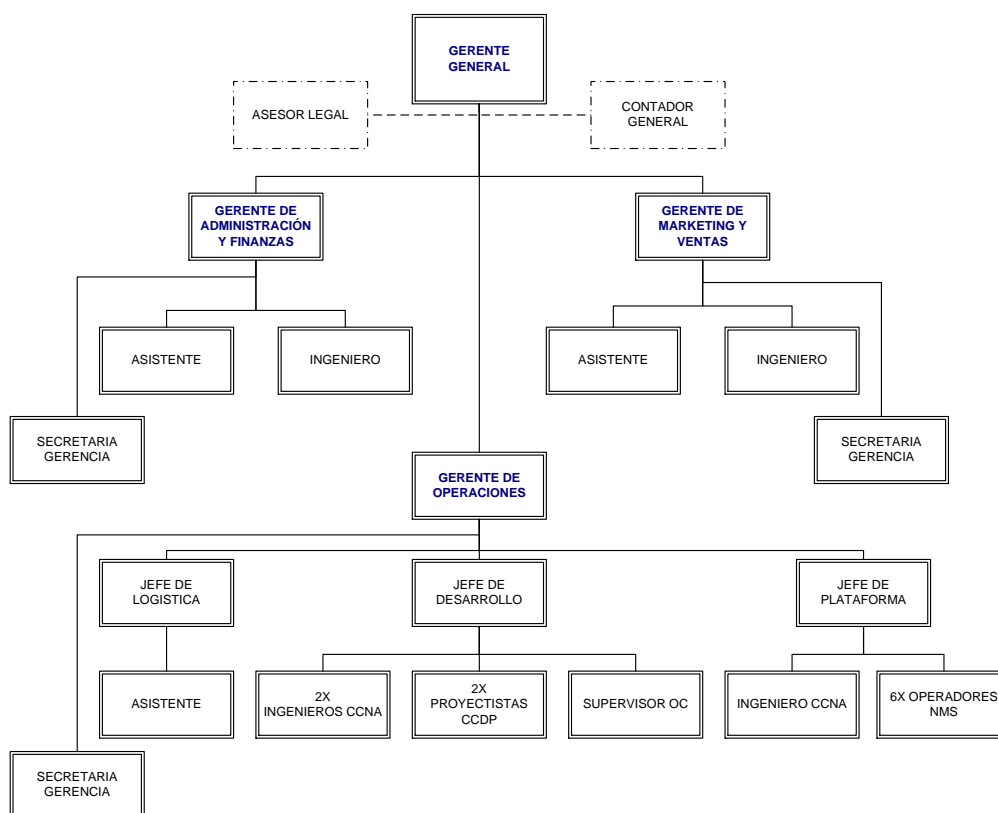 GERENTE
GENERAL
ASESOR LEGAL
CONTADOR
GENERAL
GERENTE DE
ADMINISTRACIÓN
Y FINANZAS
GERENTE DE
MARKETING Y
VENTAS
ASISTENTE
INGENIERO
ASISTENTE
INGENIERO
SECRETARIA
GERENCIA
SECRETARIA
GERENCIA
GERENTE DE
OPERACIONES
JEFE DE
LOGISTICA
JEFE DE
DESARROLLO
JEFE DE
PLATAFORMA
ASISTENTE
2X
INGENIEROS CCNA
2X
PROYECTISTAS
CCDP
SUPERVISOR OC
INGENIERO CCNA
6X OPERADORES
NMS
SECRETARIA
GERENCIA